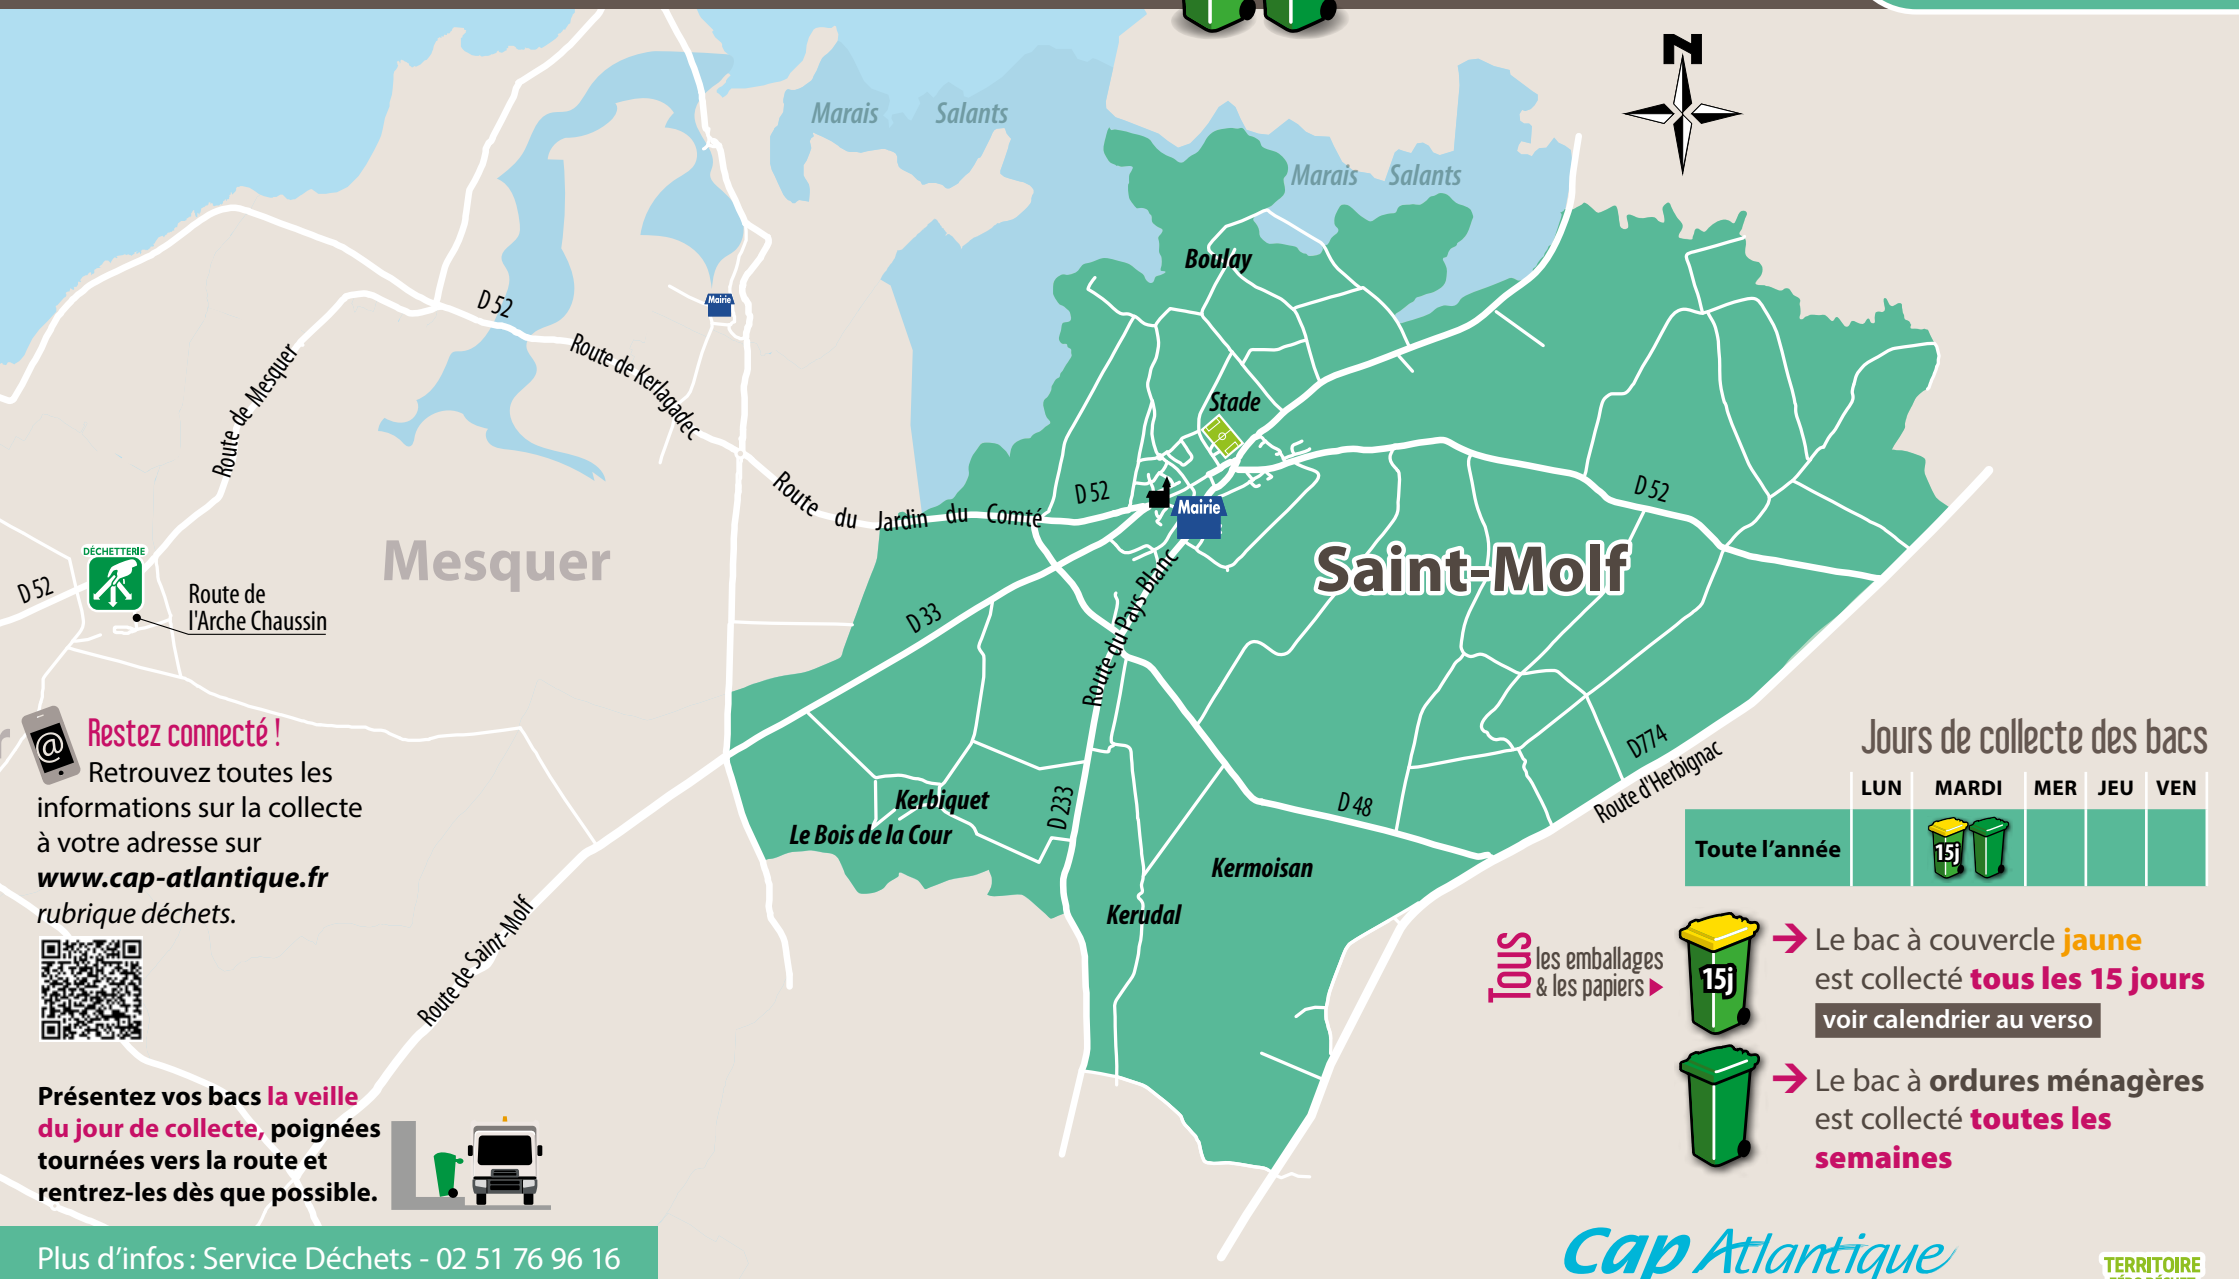 N
Marais Salants
Marais Salants
Boulay
Mairie
D 52
Route de Kerlagadec
Route de Mesquer
Stade
Route du Jardin du Comté
D 52
Mairie
D 52
Mesquer
Saint-Molf
DÉCHETTERIE
D 52
Route de
l'Arche Chaussin
D 33
Route du Pays Blanc
D774
Route d'Herbignac
Kerbiquet
Le Bois de la Cour
D 233
D 48
Kermoisan
Kerudal
Route de Saint-Molf
@
Restez connecté !
Retrouvez toutes les
informations sur la collecte
à votre adresse sur
www.cap-atlantique.fr
rubrique déchets.
Présentez vos bacs la veille
du jour de collecte, poignées
tournées vers la route et
rentrez-les dès que possible.
Plus d'infos : Service Déchets - 02 51 76 96 16
Jours de collecte des bacs
LUN MARDI MER JEU VEN
Toute l'année
15j
TOUS
les emballages
& les papiers
15j
Le bac à couvercle jaune
est collecté tous les 15 jours
voir calendrier au verso
Le bac à ordures ménagères
est collecté toutes les
semaines
Cap Atlantique
TERRITOIRE